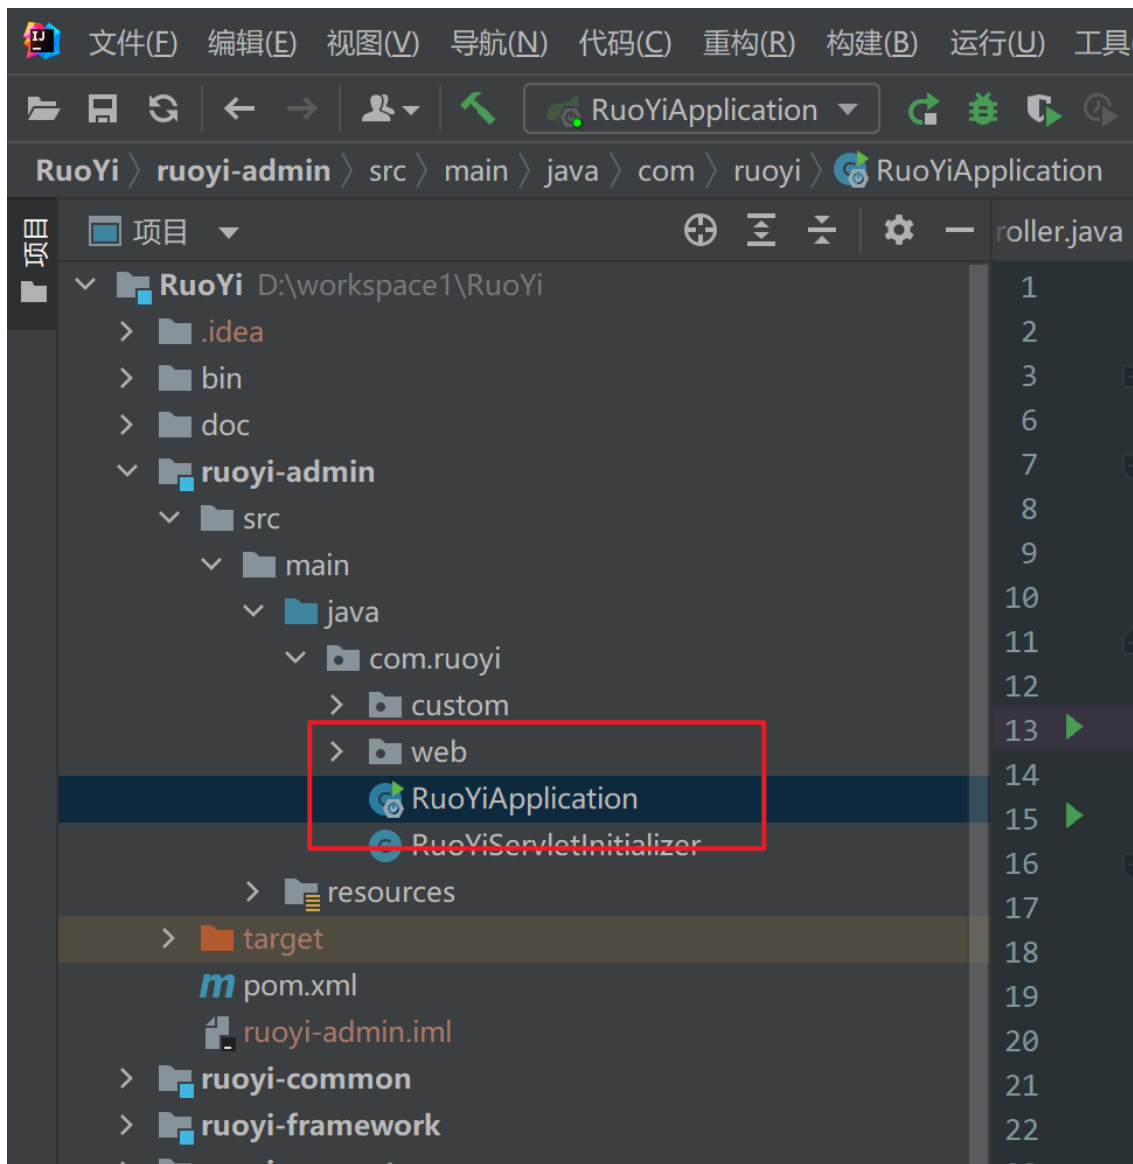 文件(F) 编辑(E) 视图(V) 导航(N) 代码(C) 重构(R) 构建(B) 运行(U) 工具
RuoYiApplication
RuoYi ruoyi-admin src main java com ruoyi RuoYiApplication
项目
项目
roller.java
RuoYi D:\workspace1\RuoYi
.idea
bin
doc
ruoyi-admin
src
main
java
com.ruoyi
custom
web
RuoYiApplication
RuoYiServletInitializer
resources
target
pom.xml
ruoyi-admin.iml
ruoyi-common
ruoyi-framework
1
2
3
6
7
8
9
10
11
12
13
14
15
16
17
18
19
20
21
22